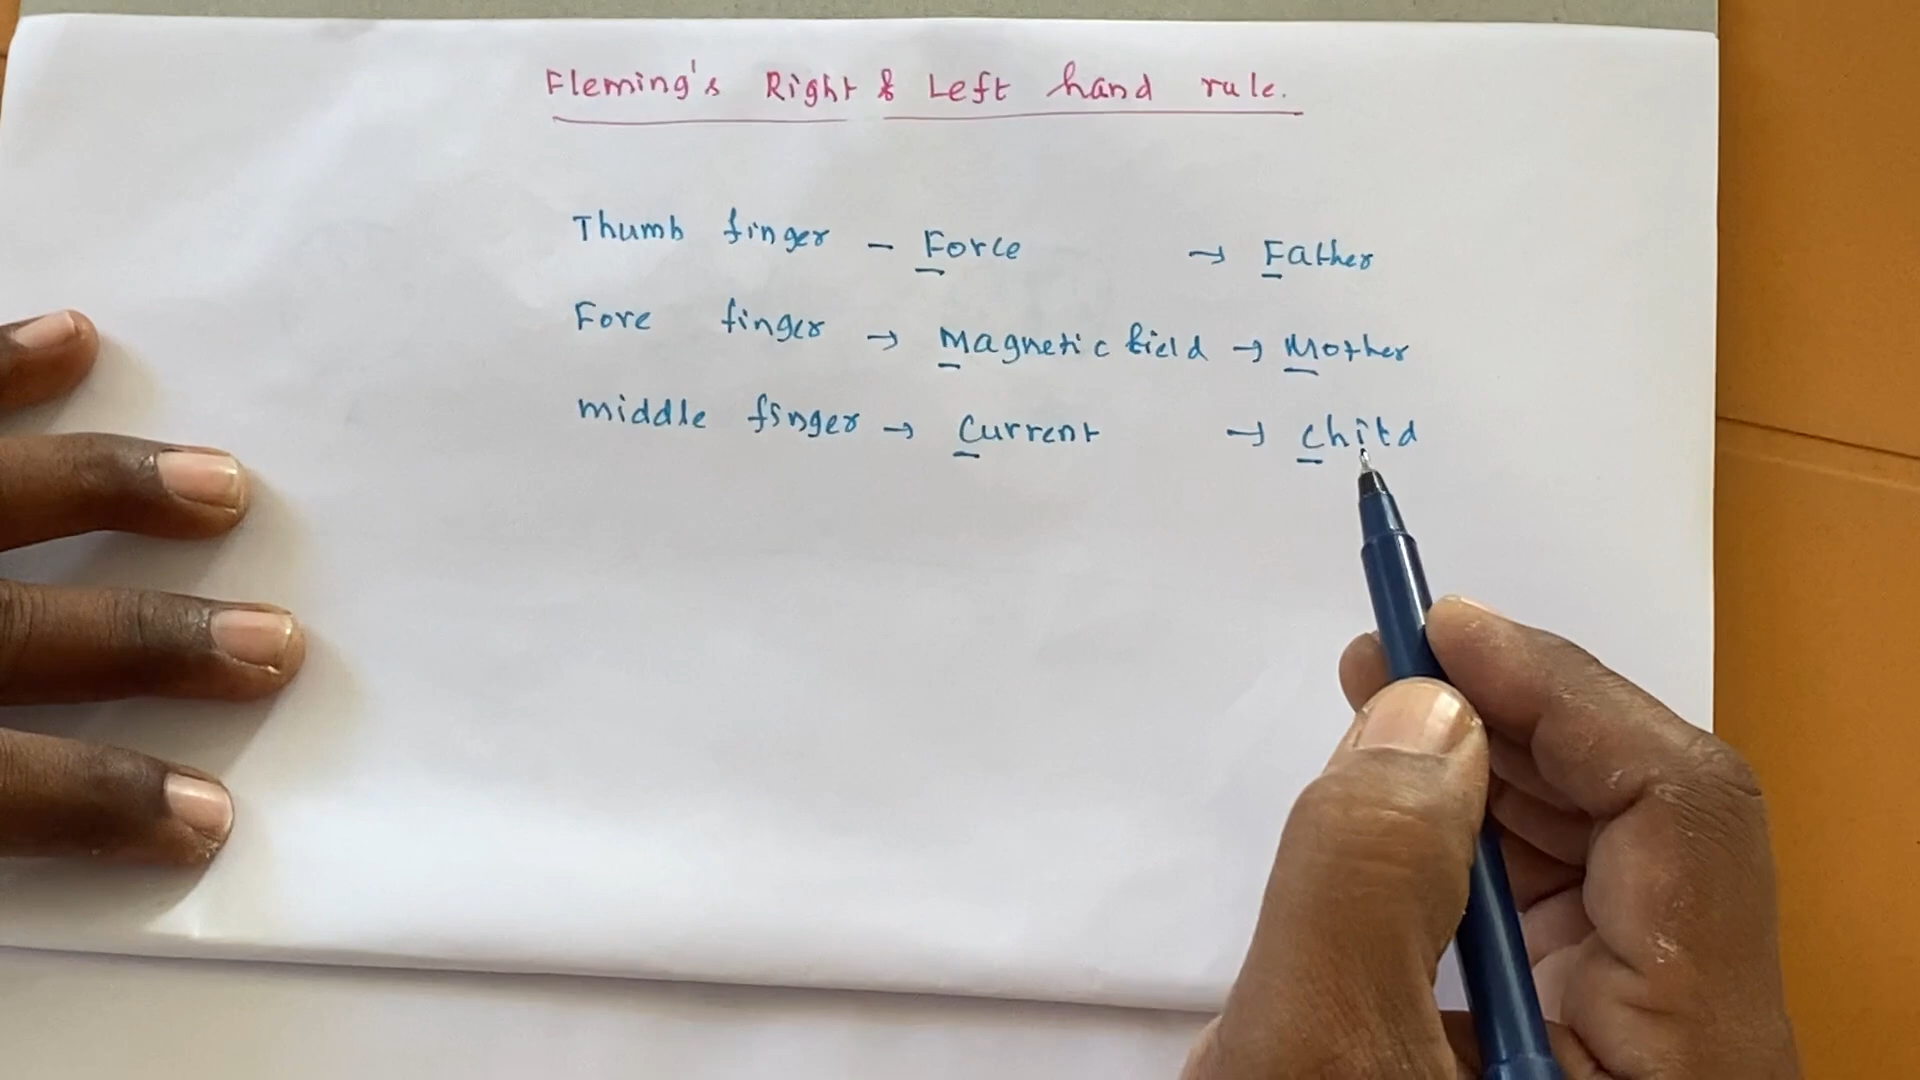 Fleming's Right & Left hand rule.
Thumb finger - Force → Father
Fore finger → Magnetic field → Mother
middle finger → Current → child